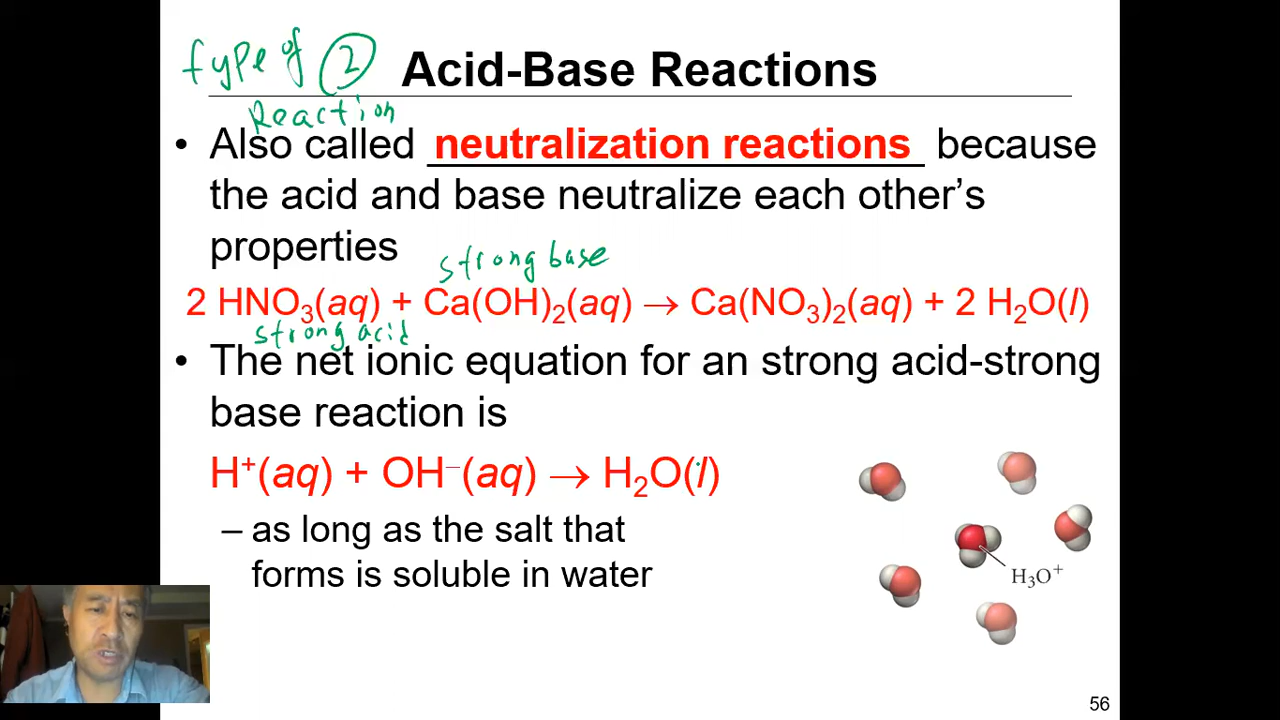 type of 2
Reaction
Acid-Base Reactions
• Also called neutralization reactions because
the acid and base neutralize each other’s
properties
strong base
2 HNO₃(aq) + Ca(OH)₂(aq) → Ca(NO₃)₂(aq) + 2 H₂O(l)
strong acid
• The net ionic equation for an strong acid-strong
base reaction is
H⁺(aq) + OH⁻(aq) → H₂O(l)
– as long as the salt that
forms is soluble in water
H₃O⁺
56